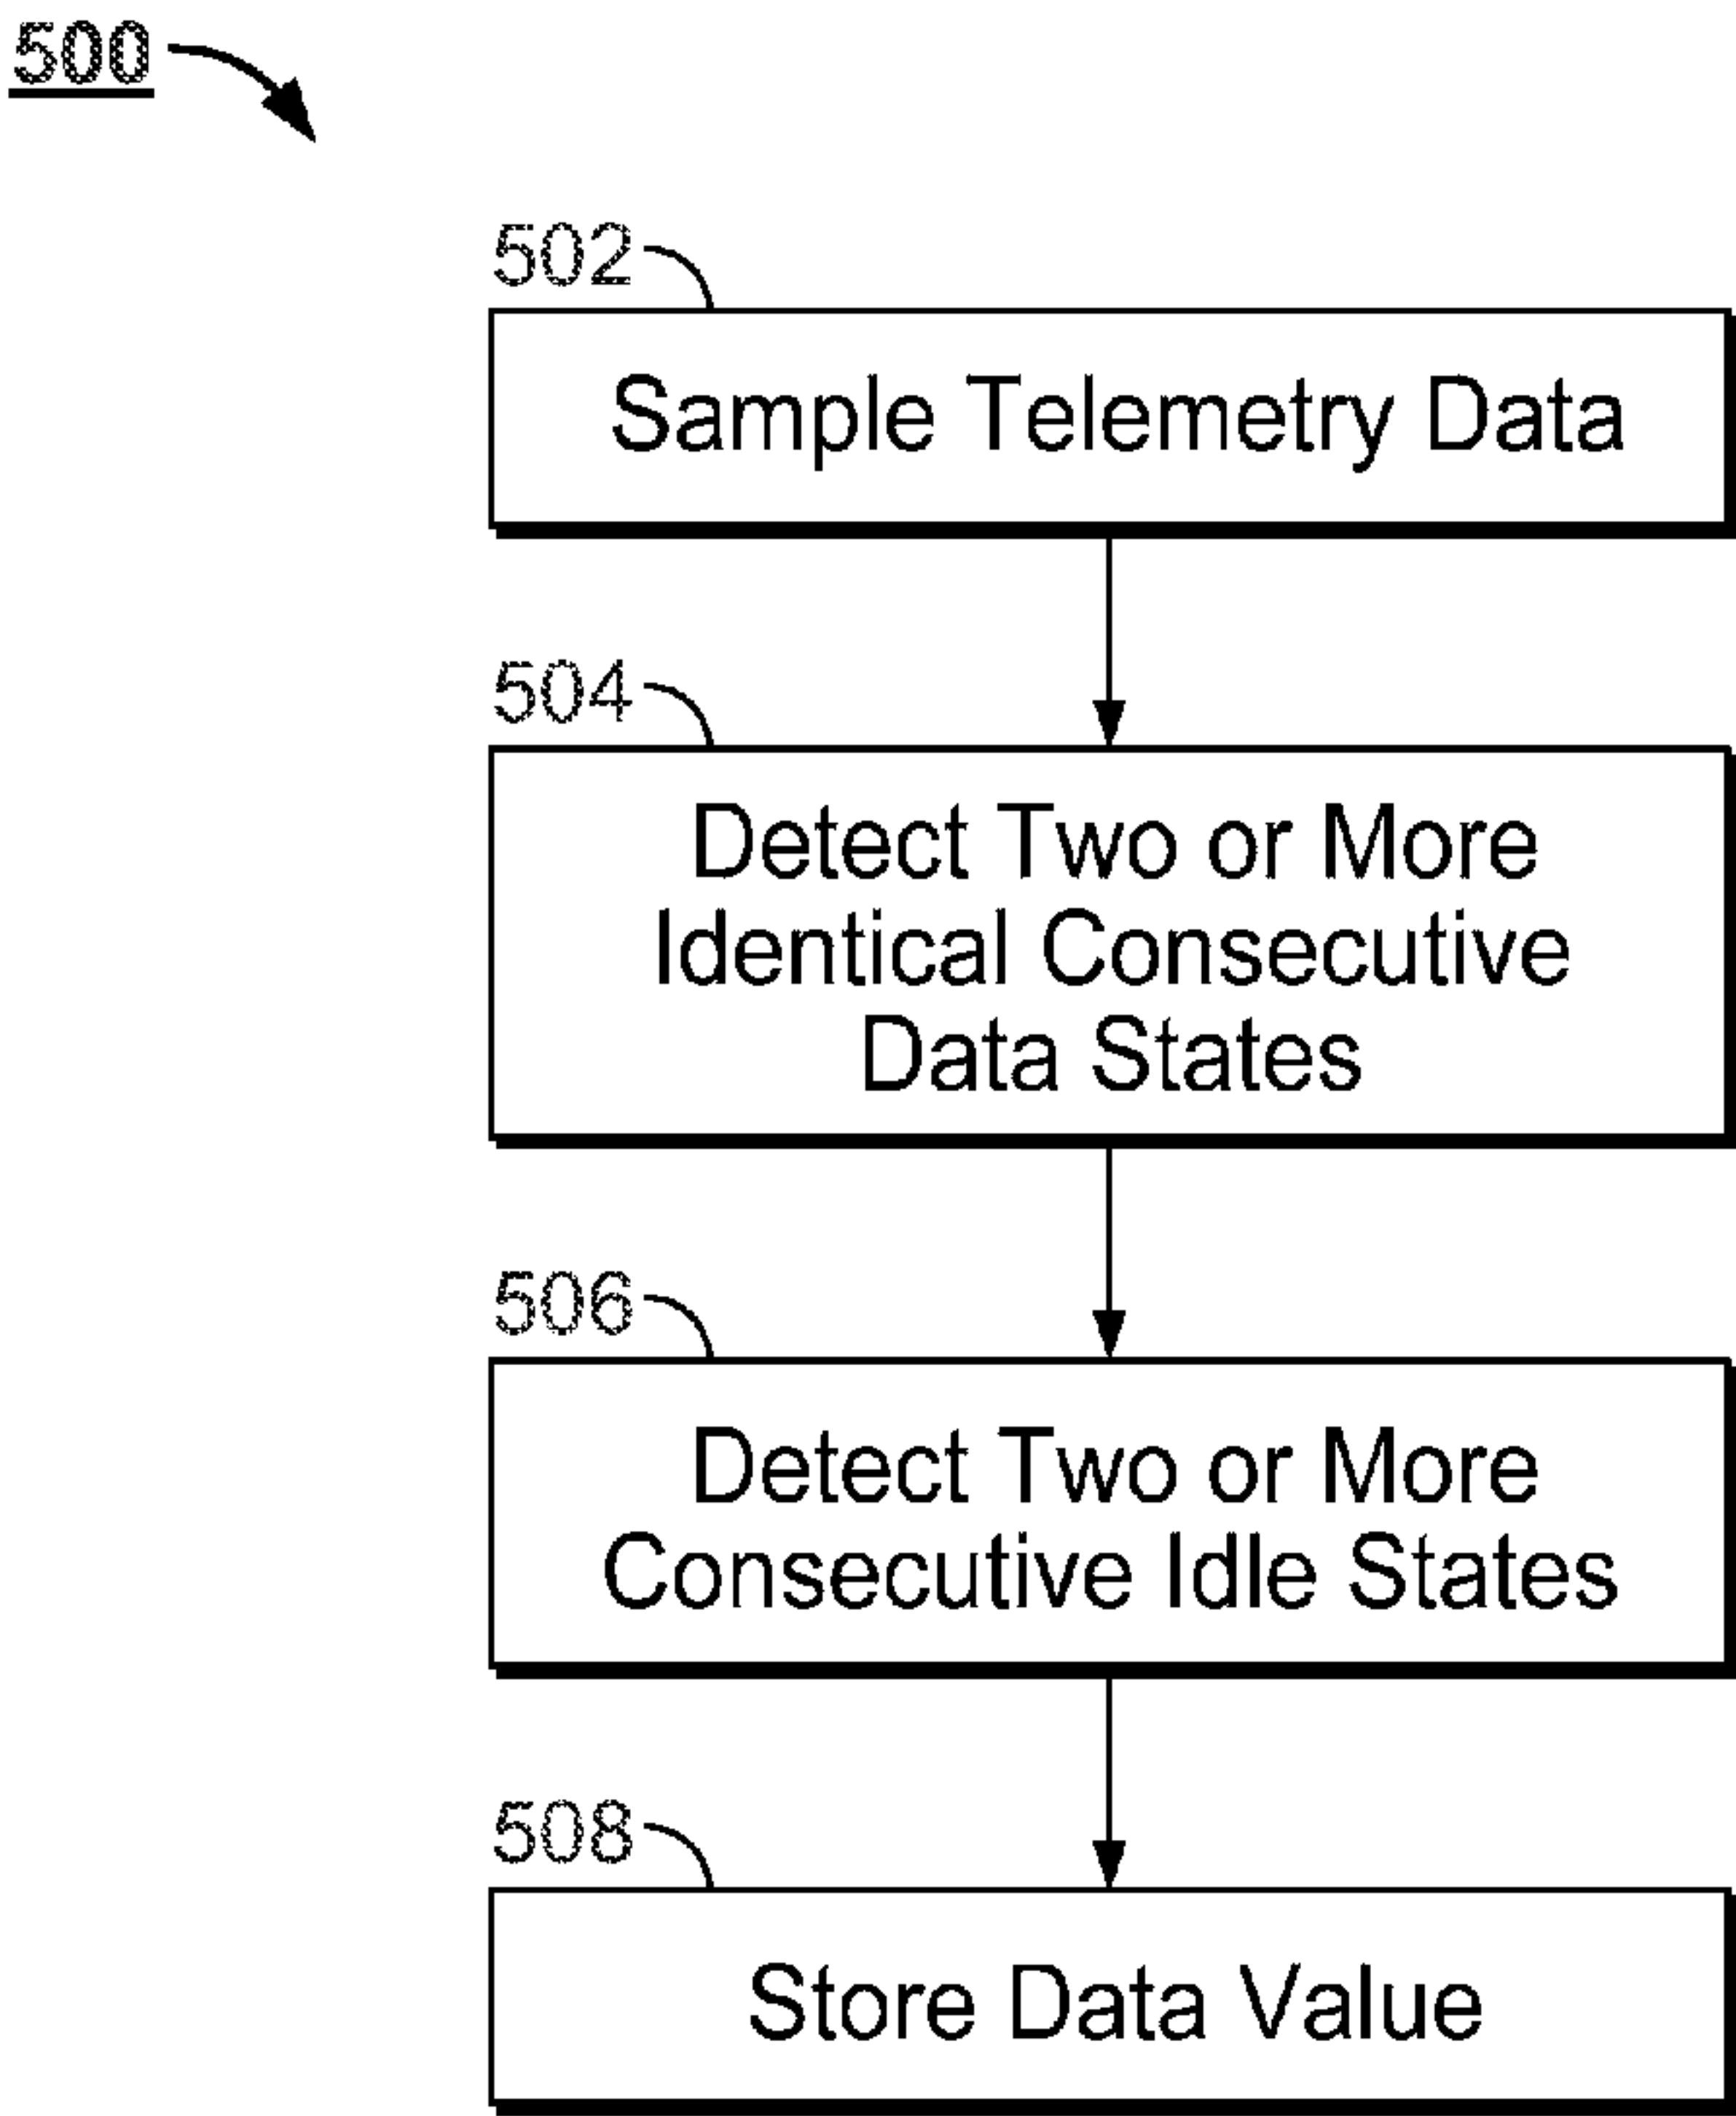 500
502
Sample Telemetry Data
504
Detect Two or More
Identical Consecutive
Data States
506
Detect Two or More
Consecutive Idle States
508
Store Data Value